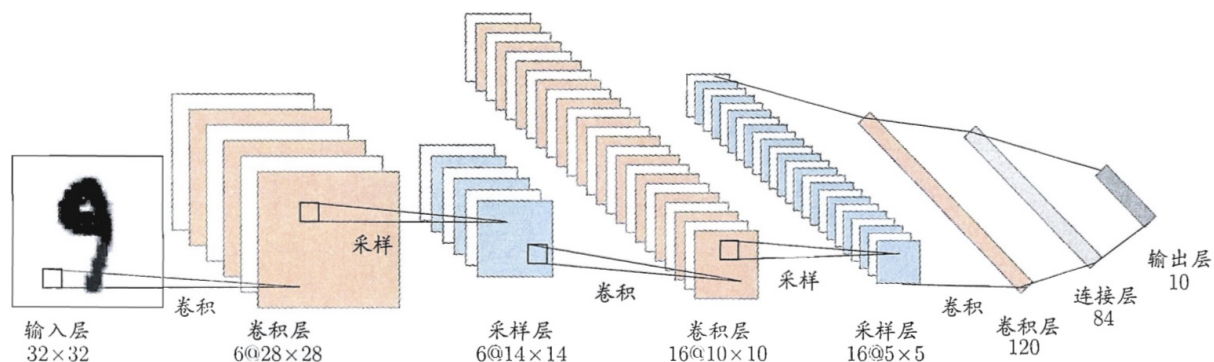 采样
卷积
卷积
采样
卷积
输入层
32×32
卷积层
6@28×28
采样层
6@14×14
卷积层
16@10×10
采样层
16@5×5
卷积层
120
连接层
84
输出层
10
9